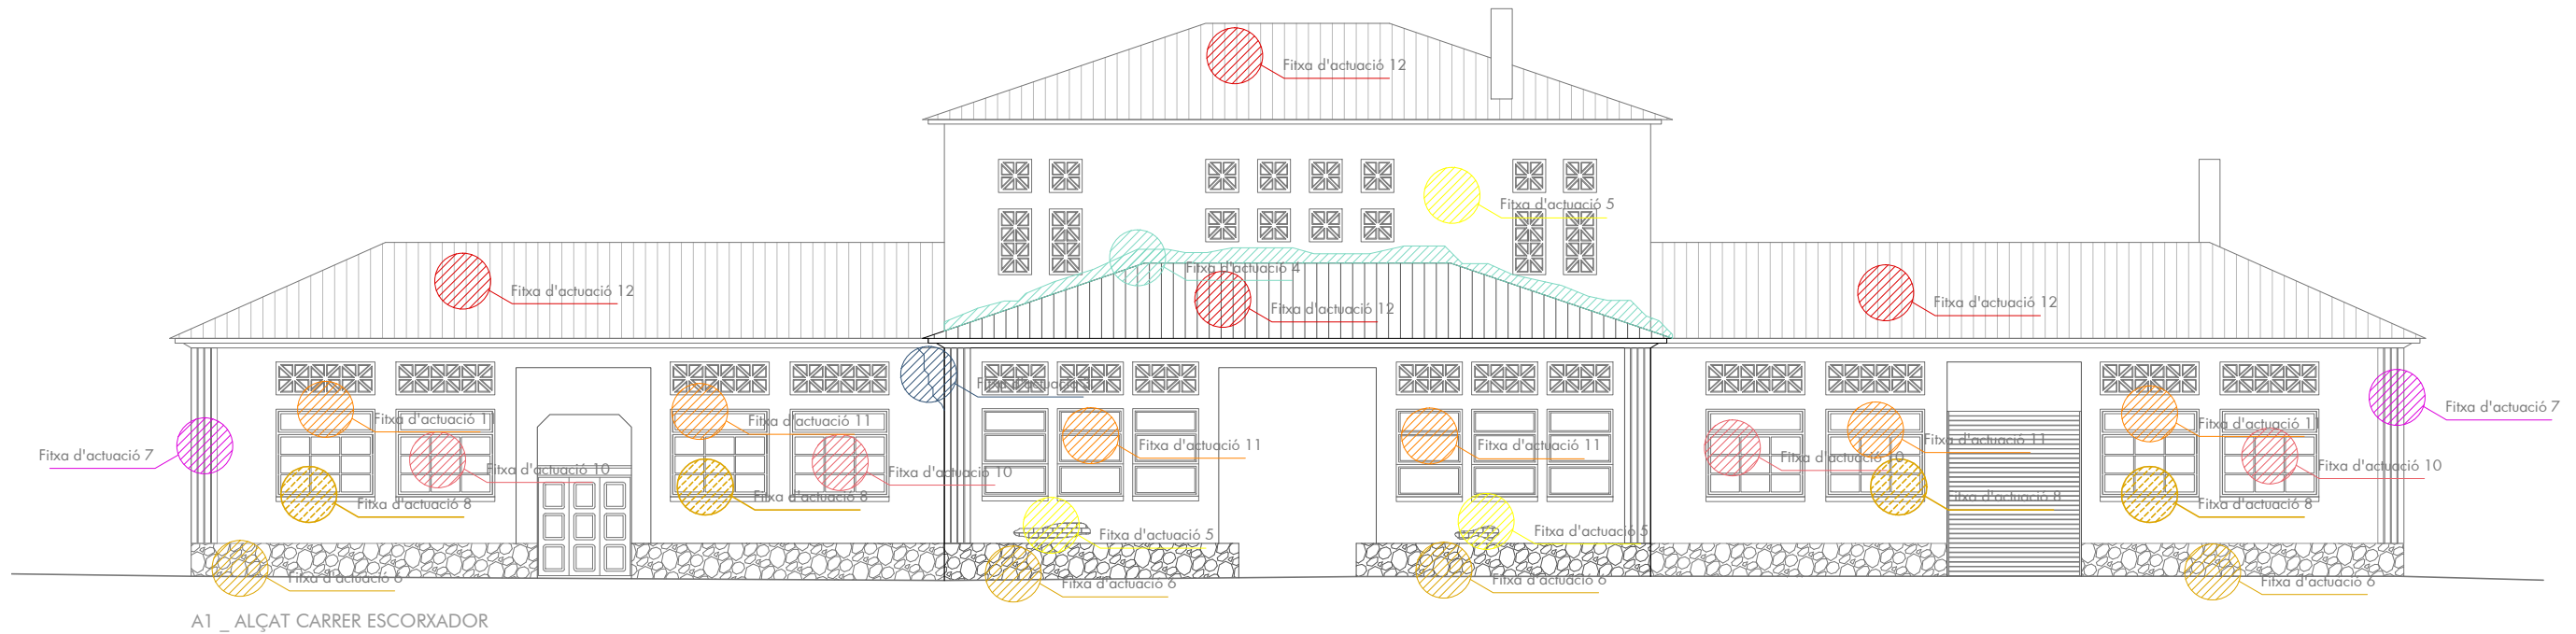 Fitxa d'actuació 12
Fitxa d'actuació 5
Fitxa d'actuació 4
Fitxa d'actuació 12
Fitxa d'actuació 12
Fitxa d'actuació 12
Fitxa d'actuació
Fitxa d'actuació 7
Fitxa d'actuació 11
Fitxa d'actuació 11
Fitxa d'actuació 11
Fitxa d'actuació 11
Fitxa d'actuació 11
Fitxa d'actuació 11
Fitxa d'actuació 7
Fitxa d'actuació 10
Fitxa d'actuació 10
Fitxa d'actuació 10
Fitxa d'actuació 10
Fitxa d'actuació 8
Fitxa d'actuació 8
Fitxa d'actuació 8
Fitxa d'actuació 8
Fitxa d'actuació 5
Fitxa d'actuació 5
Fitxa d'actuació 6
Fitxa d'actuació 6
Fitxa d'actuació 6
Fitxa d'actuació 6
A1 _ ALÇAT CARRER ESCORXADOR